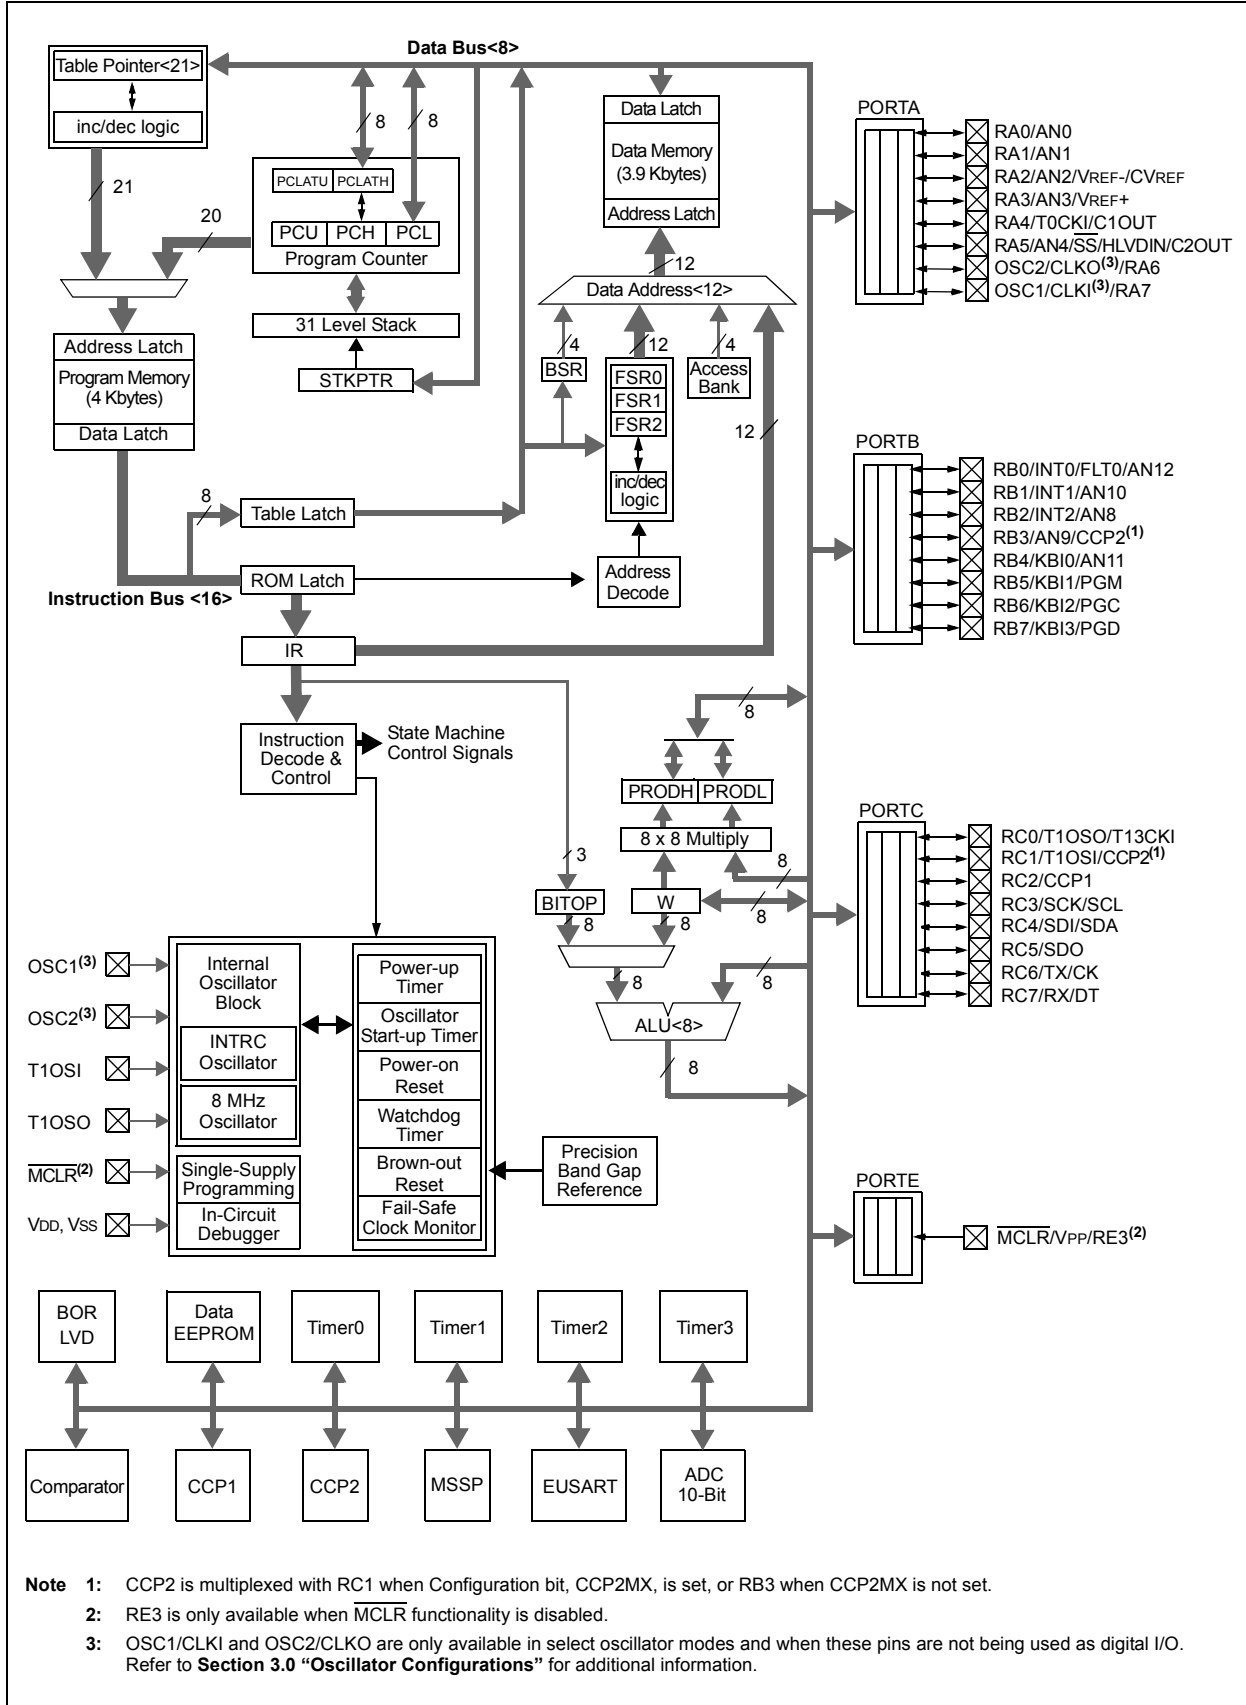 Data Bus<8>
Table Pointer<21>
inc/dec logic
21
20
8
8
PCLATU PCLATH
PCU PCH PCL
Program Counter
31 Level Stack
STKPTR
Address Latch
Program Memory
(4 Kbytes)
Data Latch
8
Table Latch
ROM Latch
Instruction Bus <16>
IR
Data Latch
Data Memory
(3.9 Kbytes)
Address Latch
12
Data Address<12>
4
12
4
BSR
FSR0
FSR1
FSR2
inc/dec
logic
Access
Bank
12
Address
Decode
Instruction
Decode &
Control
State Machine
Control Signals
8
PRODH PRODL
8 x 8 Multiply
3
8
BITOP
W
8
8
8
8
8
ALU<8>
8
OSC1(3)
OSC2(3)
T1OSI
T1OSO
MCLR(2)
VDD, VSS
Internal
Oscillator
Block
INTRC
Oscillator
8 MHz
Oscillator
Single-Supply
Programming
In-Circuit
Debugger
Power-up
Timer
Oscillator
Start-up Timer
Power-on
Reset
Watchdog
Timer
Brown-out
Reset
Fail-Safe
Clock Monitor
Precision
Band Gap
Reference
PORTA
RA0/AN0
RA1/AN1
RA2/AN2/VREF-/CVREF
RA3/AN3/VREF+
RA4/T0CKI/C1OUT
RA5/AN4/SS/HLVDIN/C2OUT
OSC2/CLKO(3)/RA6
OSC1/CLKI(3)/RA7
PORTB
RB0/INT0/FLT0/AN12
RB1/INT1/AN10
RB2/INT2/AN8
RB3/AN9/CCP2(1)
RB4/KBI0/AN11
RB5/KBI1/PGM
RB6/KBI2/PGC
RB7/KBI3/PGD
PORTC
RC0/T1OSO/T13CKI
RC1/T1OSI/CCP2(1)
RC2/CCP1
RC3/SCK/SCL
RC4/SDI/SDA
RC5/SDO
RC6/TX/CK
RC7/RX/DT
PORTE
MCLR/VPP/RE3(2)
BOR
LVD
Data
EEPROM
Timer0
Timer1
Timer2
Timer3
Comparator
CCP1
CCP2
MSSP
EUSART
ADC
10-Bit
Note 1: CCP2 is multiplexed with RC1 when Configuration bit, CCP2MX, is set, or RB3 when CCP2MX is not set.
2: RE3 is only available when MCLR functionality is disabled.
3: OSC1/CLKI and OSC2/CLKO are only available in select oscillator modes and when these pins are not being used as digital I/O.
Refer to Section 3.0 “Oscillator Configurations” for additional information.